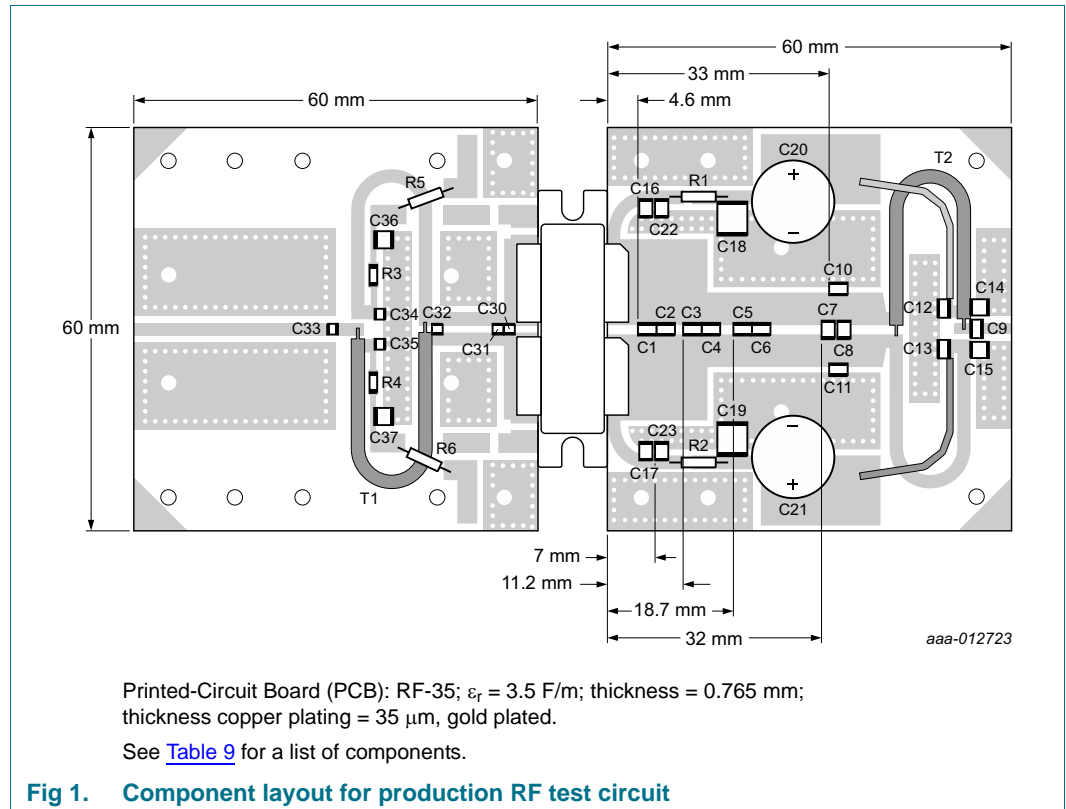 60 mm
33 mm
60 mm
4.6 mm
C20
T2
R5
C16
R1
+
C36
C22
C18
−
R3
C10
C14
C34
C32
C30
C2
C3
C5
C7
C12
60 mm
C33
C9
C35
C31
C1
C4
C6
C8
C13
C15
R4
C11
C37
C19
C23
−
R6
R2
C17
T1
+
C21
7 mm
11.2 mm
18.7 mm
32 mm
aaa-012723
Printed-Circuit Board (PCB): RF-35; εr = 3.5 F/m; thickness = 0.765 mm;
thickness copper plating = 35 μm, gold plated.
See Table 9 for a list of components.
Fig 1. Component layout for production RF test circuit